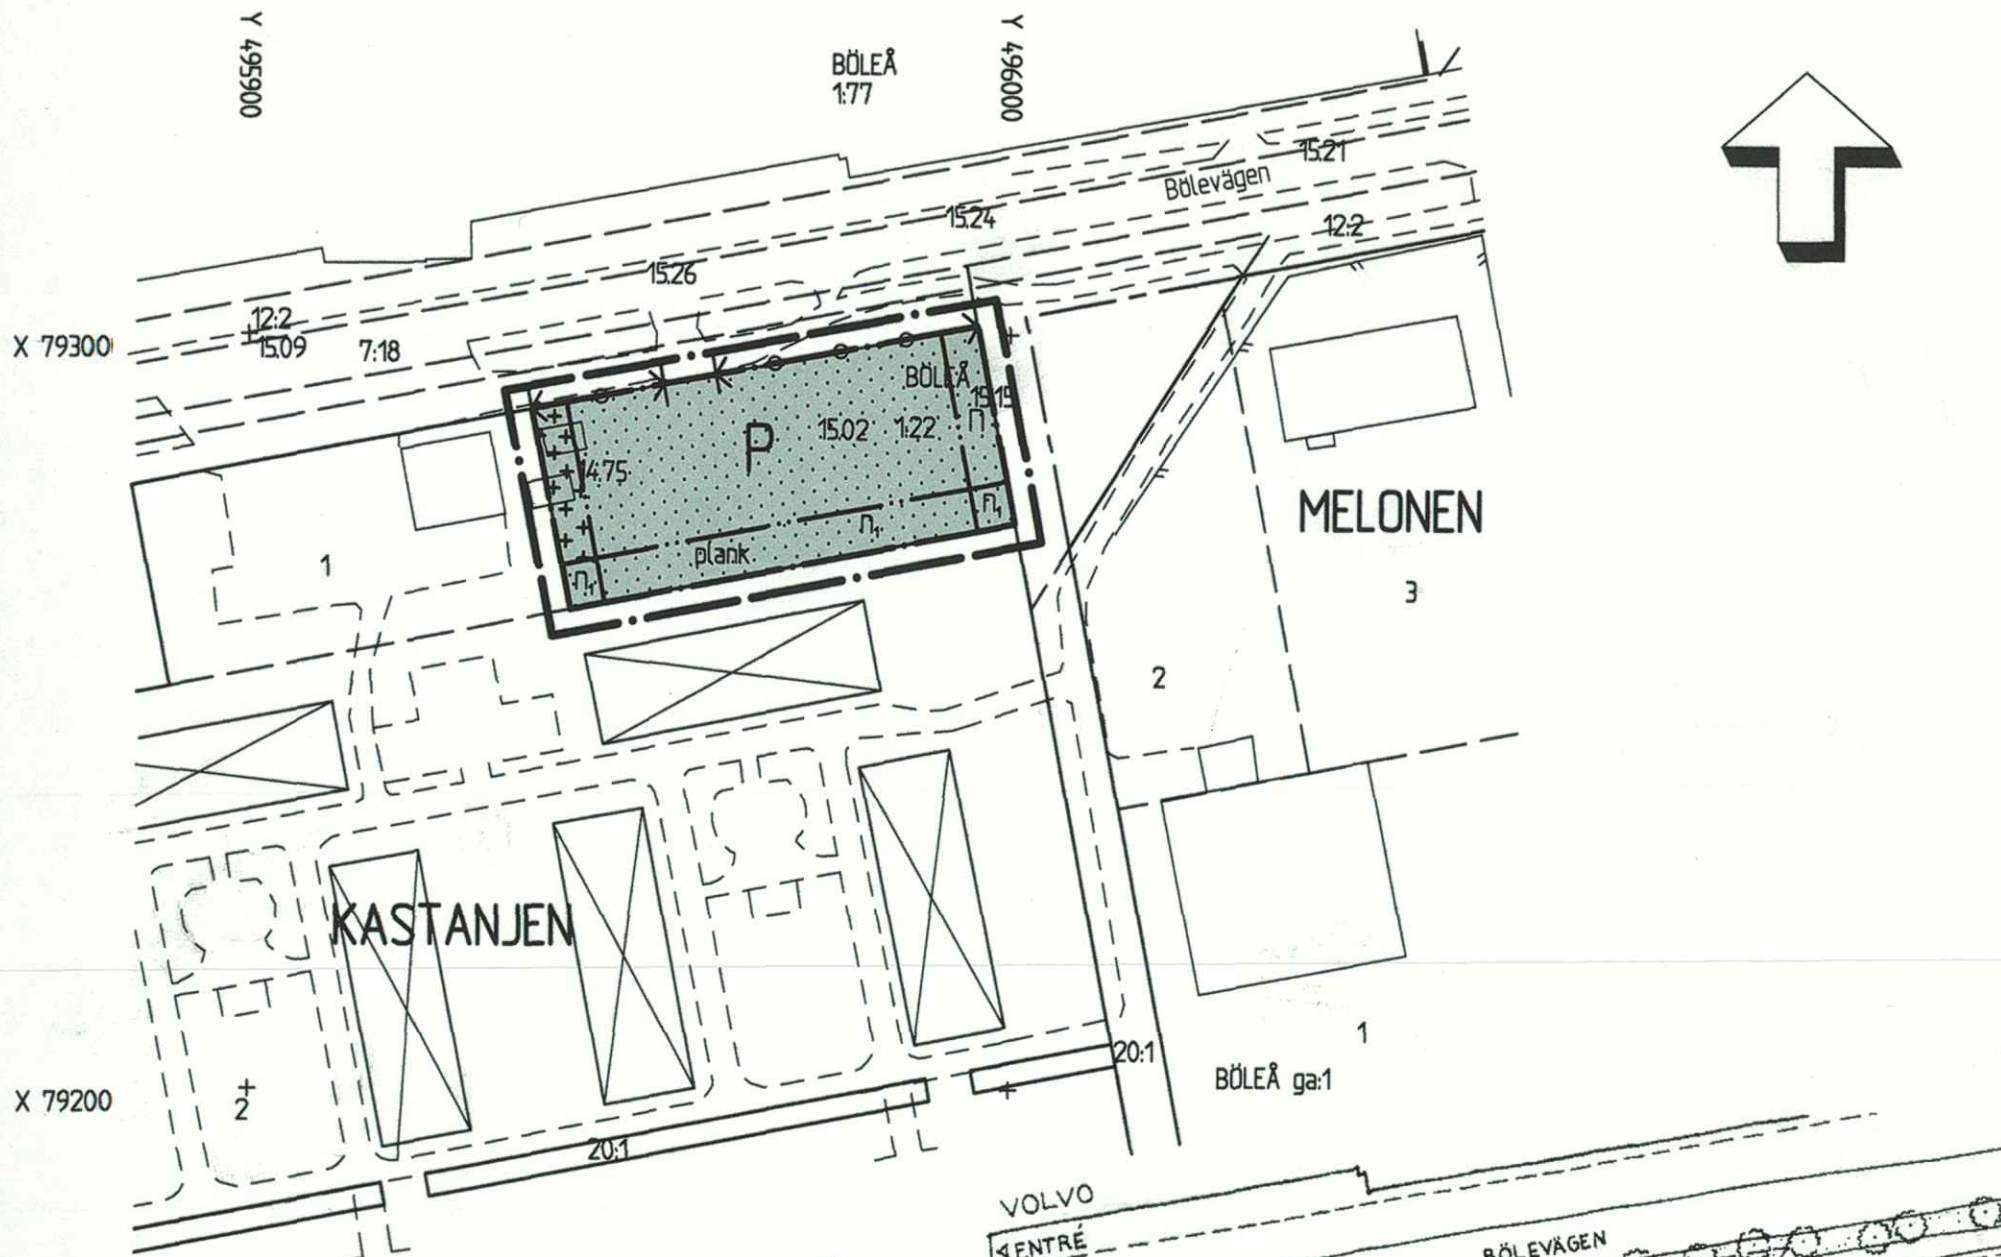 Y 495900
BÖLEÅ
1:77
Y 496000
15.21
Bölevägen
15.24
12:2
15.26
12:2
15.09
7:18
X 79300
BÖLEÅ
15.15
P
15.02
1:22
n
14.75
MELONEN
n₁
n₁
plank
n₁
1
3
2
KASTANJEN
1
20:1
BÖLEÅ ga:1
X 79200
2
20:1
VOLVO
ENTRÉ
BÖLEVÄGEN